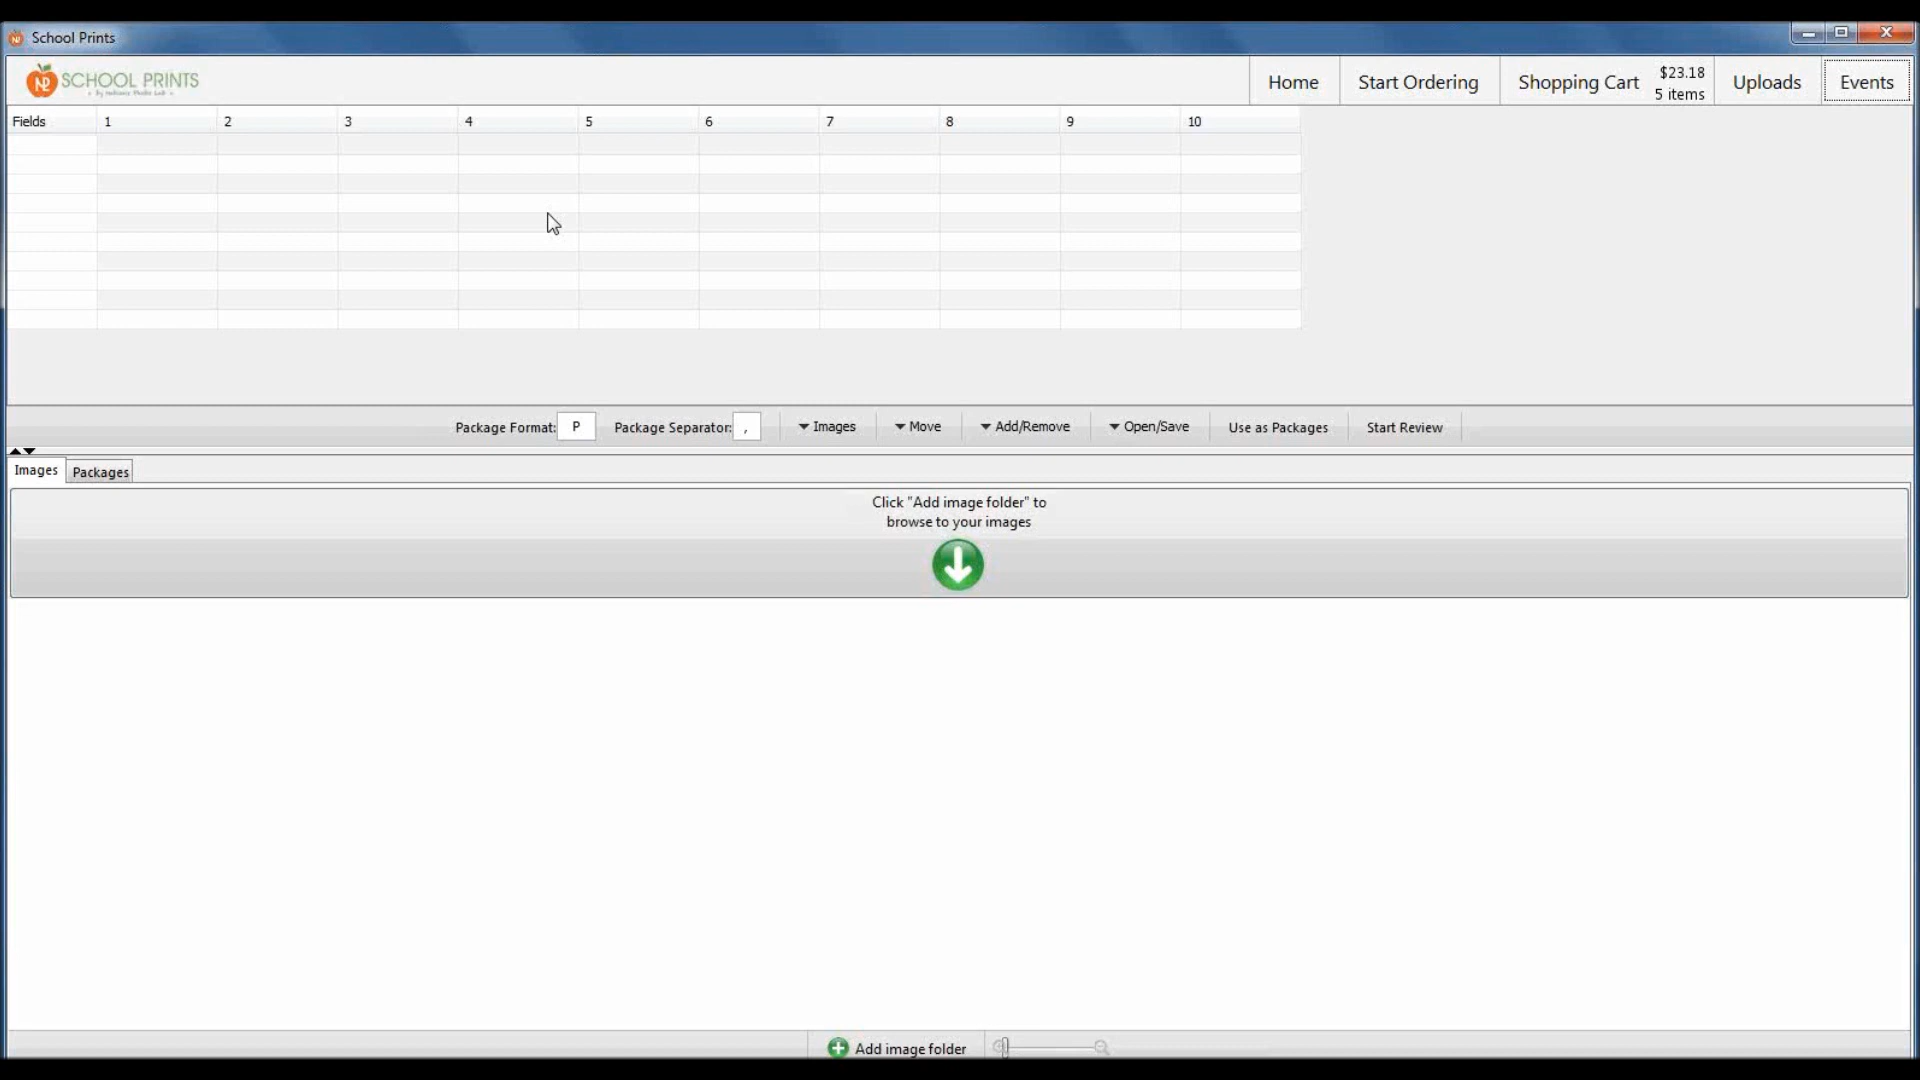 School Prints
SCHOOL PRINTS
Home
Start Ordering
Shopping Cart
$23.18
5 items
Uploads
Events
Fields 1 2 3 4 5 6 7 8 9 10
Package Format: P Package Separator: , Images Move Add/Remove Open/Save Use as Packages Start Review
Images Packages
Click "Add image folder" to
browse to your images
Add image folder